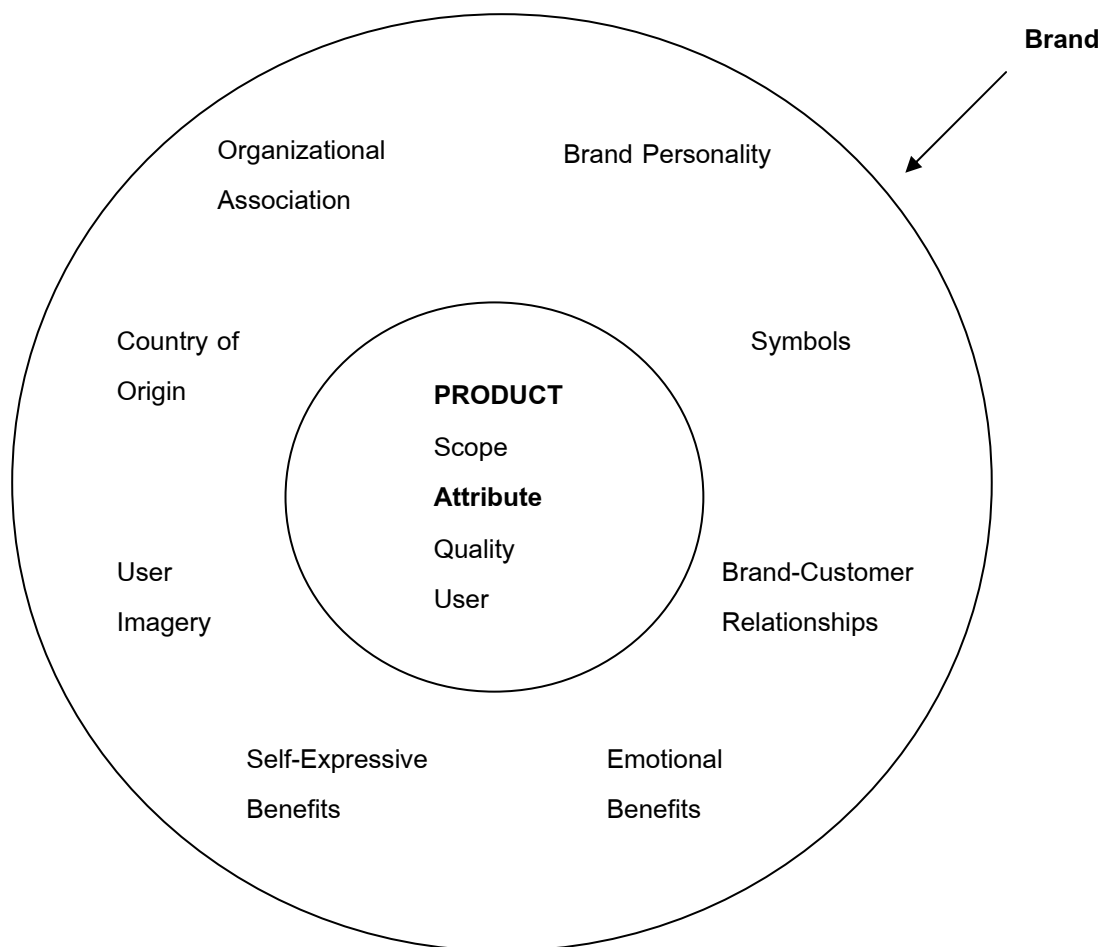 Brand
Organizational
Association
Brand Personality
Country of
Origin
Symbols
PRODUCT
Scope
Attribute
Quality
User
User
Imagery
Brand-Customer
Relationships
Self-Expressive
Benefits
Emotional
Benefits